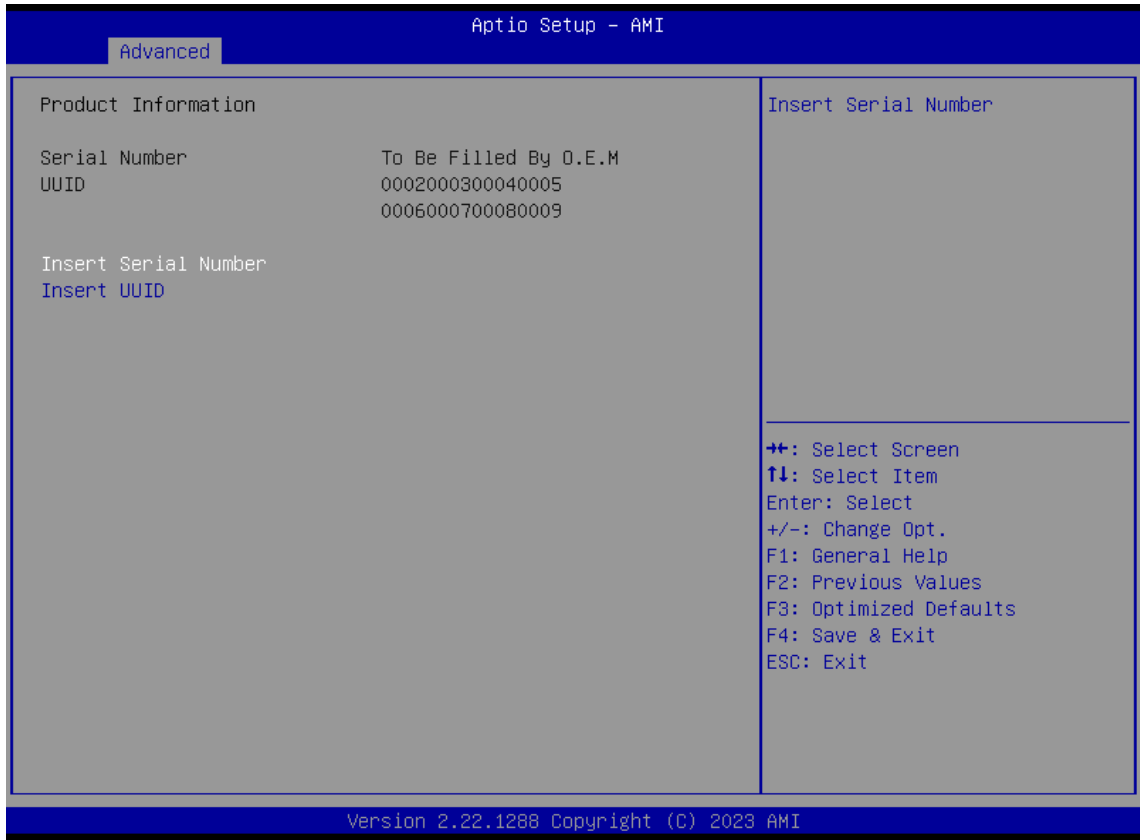 Aptio Setup – AMI
Advanced
Product Information
Serial Number To Be Filled By O.E.M
UUID 0002000300040005
0006000700080009
Insert Serial Number
Insert UUID
Insert Serial Number
→←: Select Screen
↑↓: Select Item
Enter: Select
+/-: Change Opt.
F1: General Help
F2: Previous Values
F3: Optimized Defaults
F4: Save & Exit
ESC: Exit
Version 2.22.1288 Copyright (C) 2023 AMI